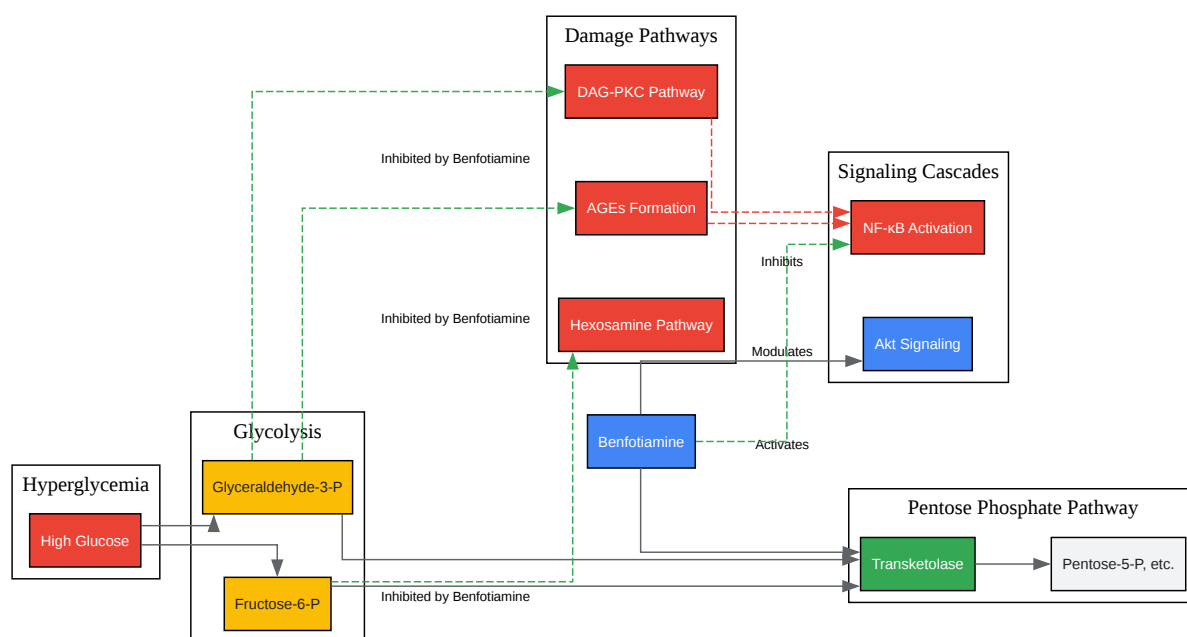 Damage Pathways
DAG-PKC Pathway
Inhibited by Benfotiamine
Signaling Cascades
AGEs Formation
NF-κB Activation
Inhibits
Inhibited by Benfotiamine
Hexosamine Pathway
Akt Signaling
Modulates
Glycolysis
Benfotiamine
Activates
Hyperglycemia
Glyceraldehyde-3-P
Pentose Phosphate Pathway
High Glucose
Transketolase
Pentose-5-P, etc.
Fructose-6-P
Inhibited by Benfotiamine